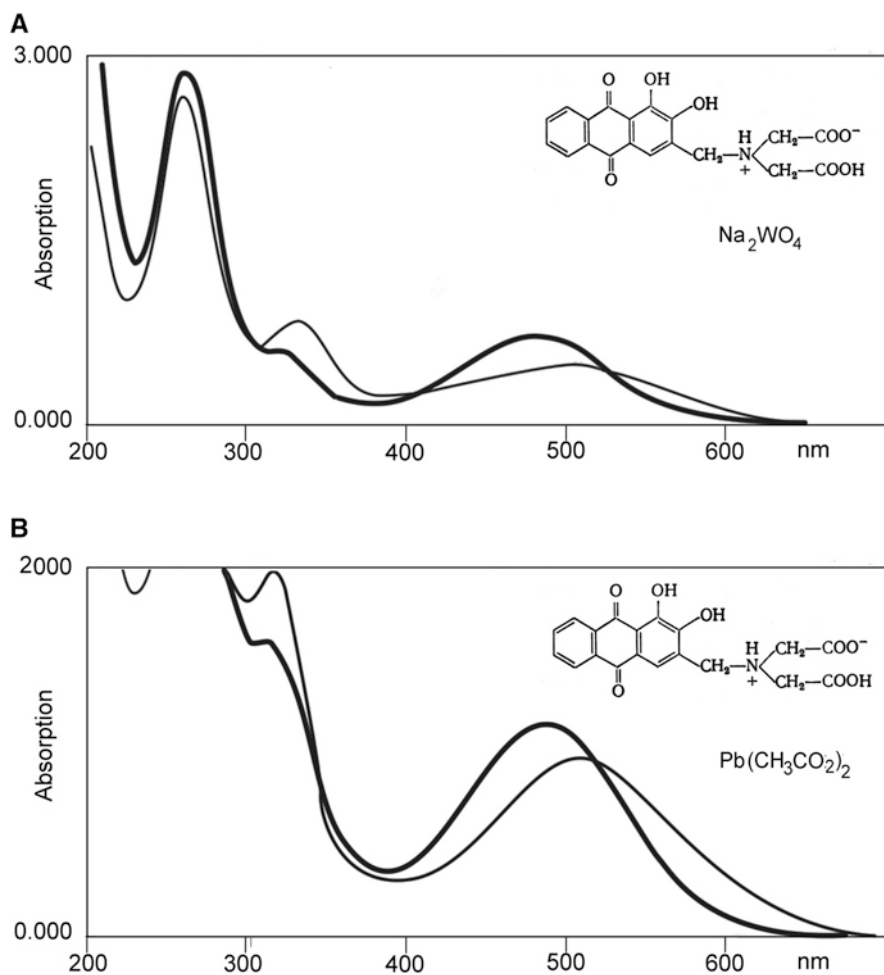 A
3.000
Absorption
0.000
200
300
400
500
600
nm
O
OH
OH
O
CH₂
H
N
+
CH₂—COO⁻
CH₂—COOH
Na₂WO₄
B
2000
Absorption
0.000
200
300
400
500
600
nm
O
OH
OH
O
CH₂
H
N
+
CH₂—COO⁻
CH₂—COOH
Pb(CH₃CO₂)₂